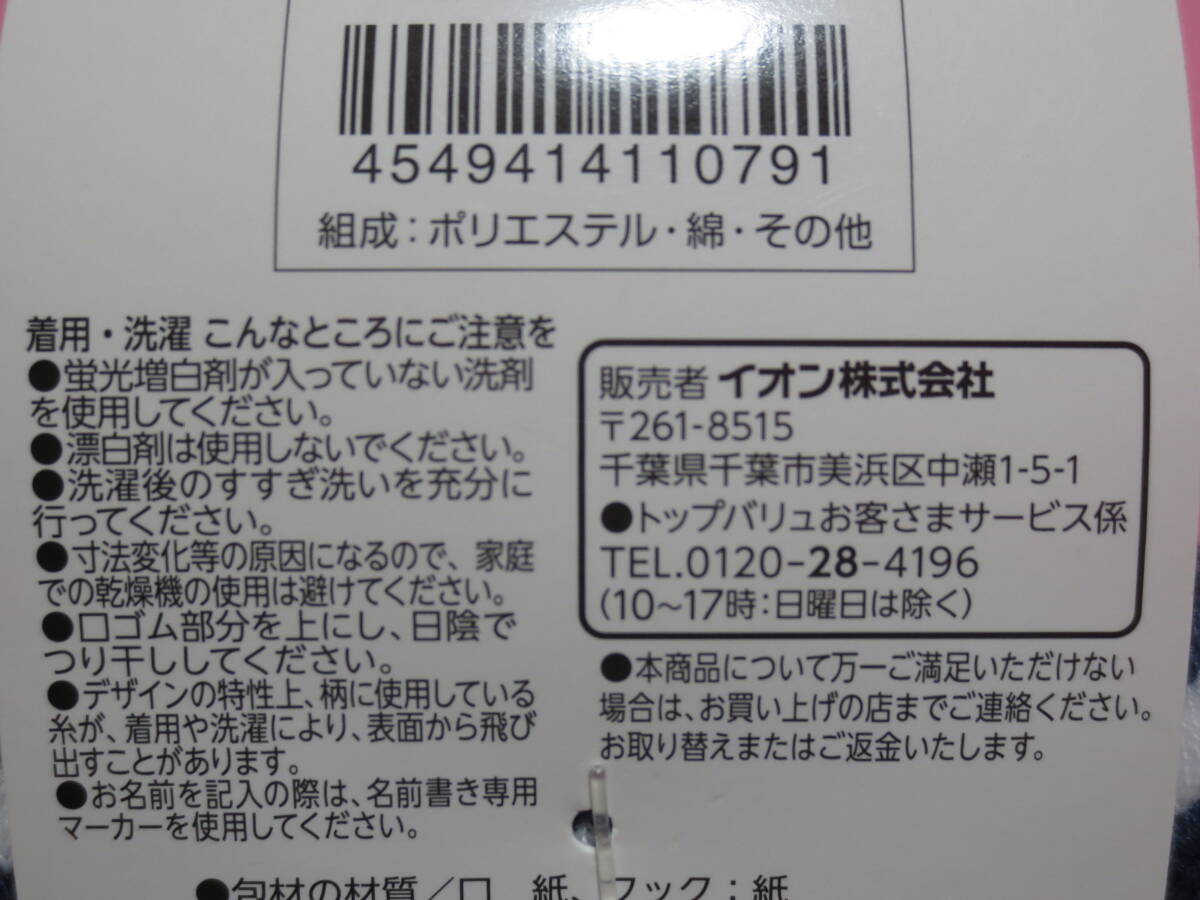 4549414110791
組成：ポリエステル・綿・その他
着用・洗濯 こんなところにご注意を
●蛍光増白剤が入っていない洗剤
を使用してください。
●漂白剤は使用しないでください。
●洗濯後のすすぎ洗いを充分に
行ってください。
●寸法変化等の原因になるので、家庭
での乾燥機の使用は避けてください。
●口ゴム部分を上にし、日陰で
つり干ししてください。
●デザインの特性上、柄に使用している
糸が、着用や洗濯により、表面から飛び
出すことがあります。
●お名前を記入の際は、名前書き専用
マーカーを使用してください。
販売者 イオン株式会社
〒261-8515
千葉県千葉市美浜区中瀬1-5-1
●トップバリュお客さまサービス係
TEL.0120-28-4196
(10〜17時：日曜日は除く)
●本商品について万一ご満足いただけない
場合は、お買い上げの店までご連絡ください。
お取り替えまたはご返金いたします。
●包材の材質／口 紙、フック：紙